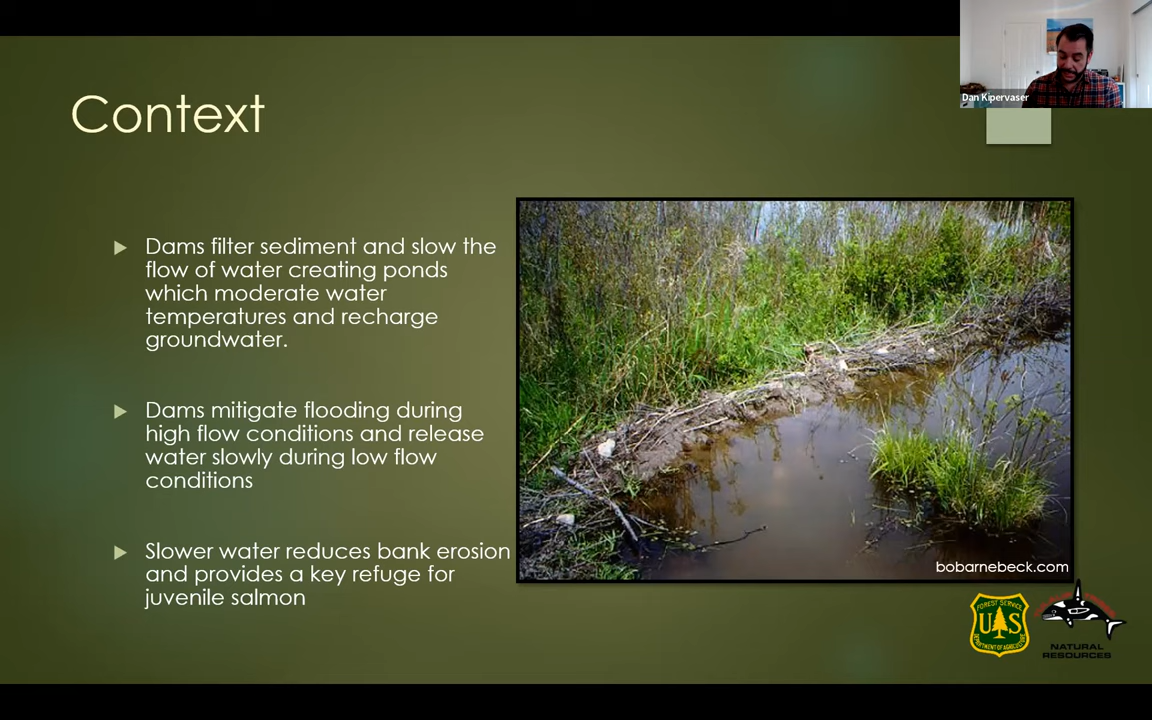 Dan Kipervaser
Context
Dams filter sediment and slow the
flow of water creating ponds
which moderate water
temperatures and recharge
groundwater.
Dams mitigate flooding during
high flow conditions and release
water slowly during low flow
conditions
Slower water reduces bank erosion
and provides a key refuge for
juvenile salmon
bobarnebeck.com
FOREST SERVICE
U S
DEPARTMENT OF AGRICULTURE
NATURAL
RESOURCES